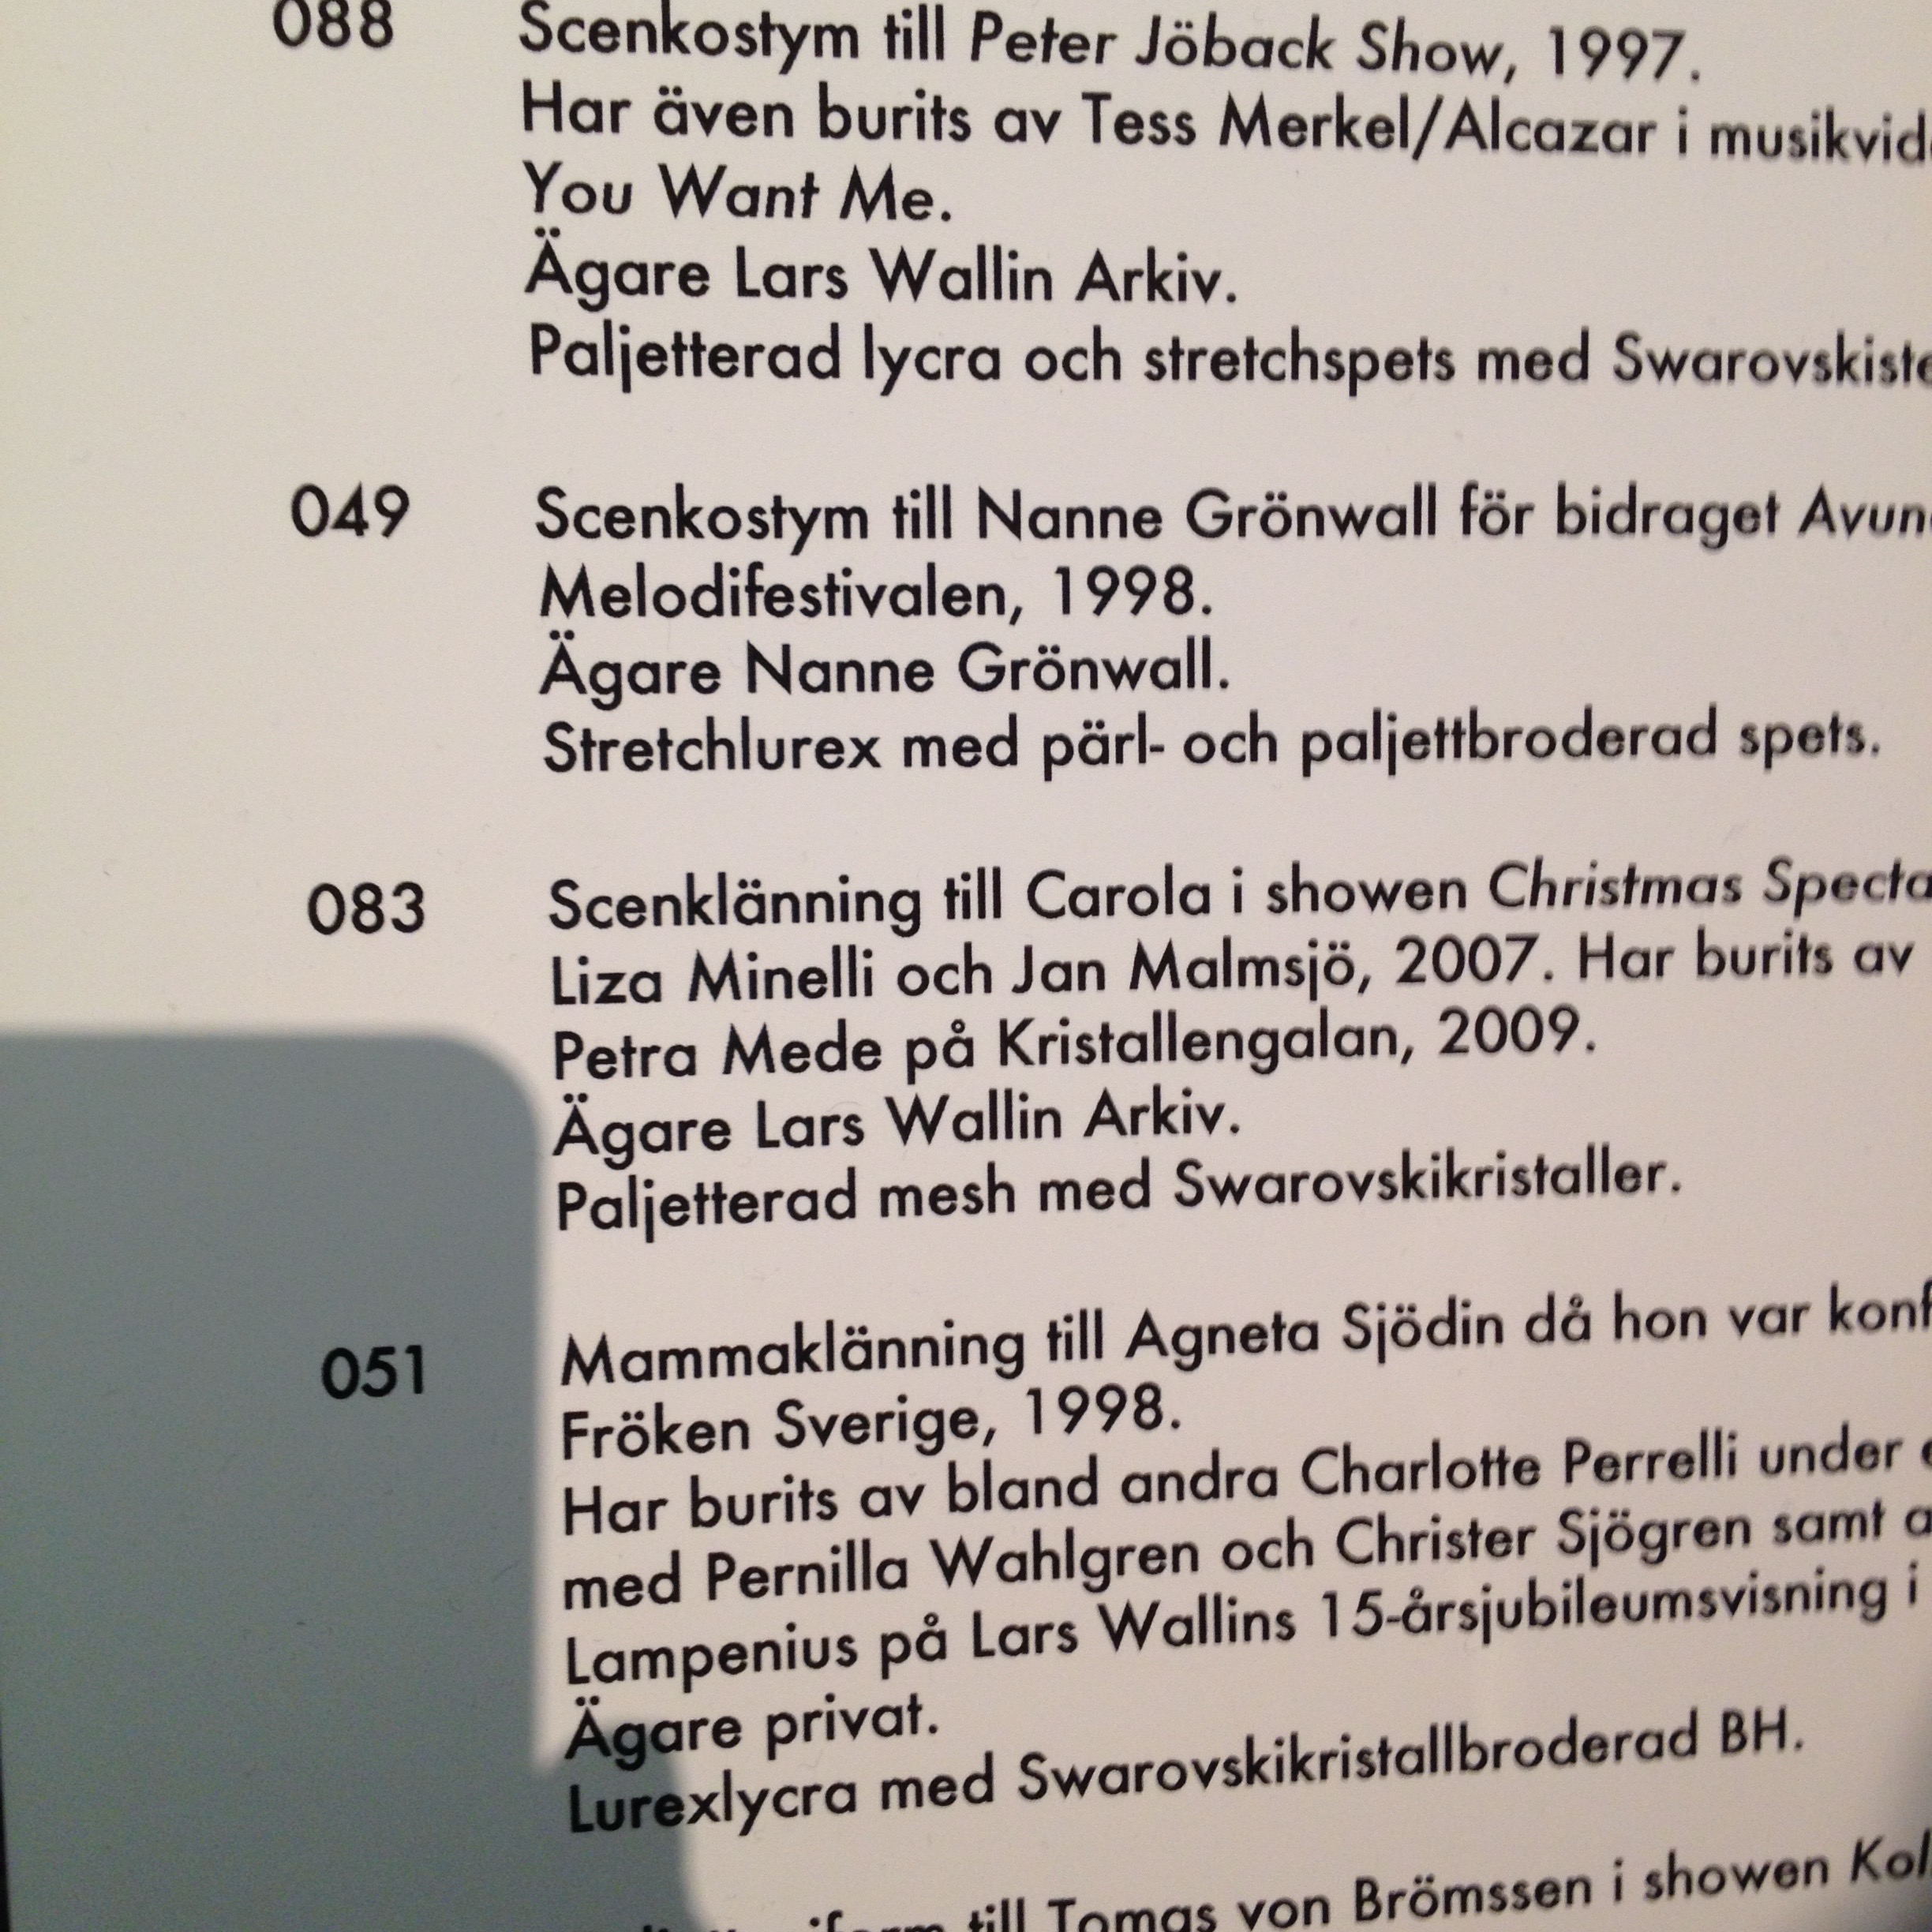 088 Scenkostym till Peter Jöback Show, 1997.
Har även burits av Tess Merkel/Alcazar i
You Want Me.
Ägare Lars Wallin Arkiv.
Paljetterad lycra och stretchspets med
049 Scenkostym till Nanne Grönwall för bidraget
Melodifestivalen, 1998.
Ägare Nanne Grönwall.
Stretchlurex med pärl- och paljettbroderad spets.
083 Scenklänning till Carola i showen Christmas
Liza Minelli och Jan Malmsjö, 2007. Har burits av
Petra Mede på Kristallengalan, 2009.
Ägare Lars Wallin Arkiv.
Paljetterad mesh med Swarovskikristaller.
051 Mammaklänning till Agneta Sjödin då hon var
Fröken Sverige, 1998.
Har burits av bland andra Charlotte Perrelli under
med Pernilla Wahlgren och Christer Sjögren samt
Lampenius på Lars Wallins 15-årsjubileumsvisning i
Ägare privat.
Lurexlycra med Swarovskikristallbroderad BH.
till Tomas von Brömssen i showen